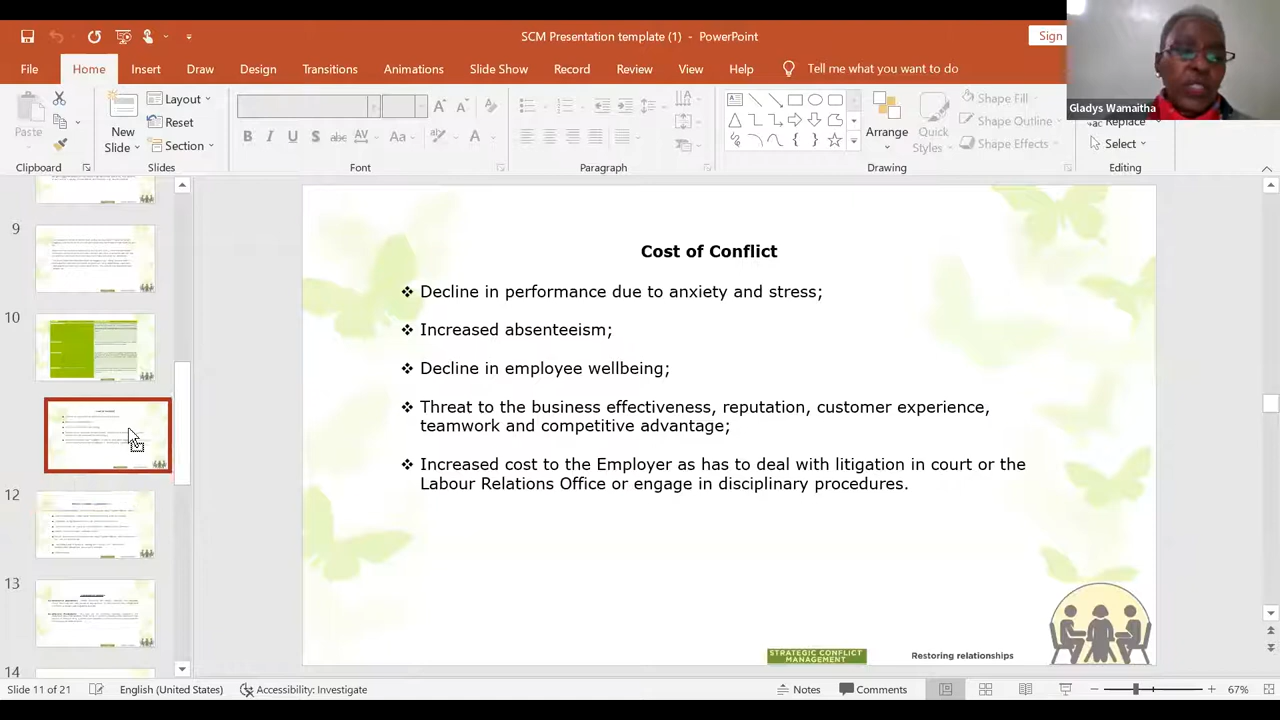 SCM Presentation template (1) - PowerPoint
Sign
Gladys Wamaitha
File Home Insert Draw Design Transitions Animations Slide Show Record Review View Help Tell me what you want to do
Paste
New
Slide
Layout
Reset
Section
Arrange
Quick
Styles
Shape Fill
Shape Outline
Shape Effects
Replace
Select
Clipboard Slides Font Paragraph Drawing Editing
9
10
12
13
14
Cost of Conflict
❖ Decline in performance due to anxiety and stress;
❖ Increased absenteeism;
❖ Decline in employee wellbeing;
❖ Threat to the business effectiveness, reputation, customer experience,
teamwork and competitive advantage;
❖ Increased cost to the Employer as has to deal with litigation in court or the
Labour Relations Office or engage in disciplinary procedures.
STRATEGIC CONFLICT
MANAGEMENT
Restoring relationships
Slide 11 of 21 English (United States) Accessibility: Investigate Notes Comments 67%